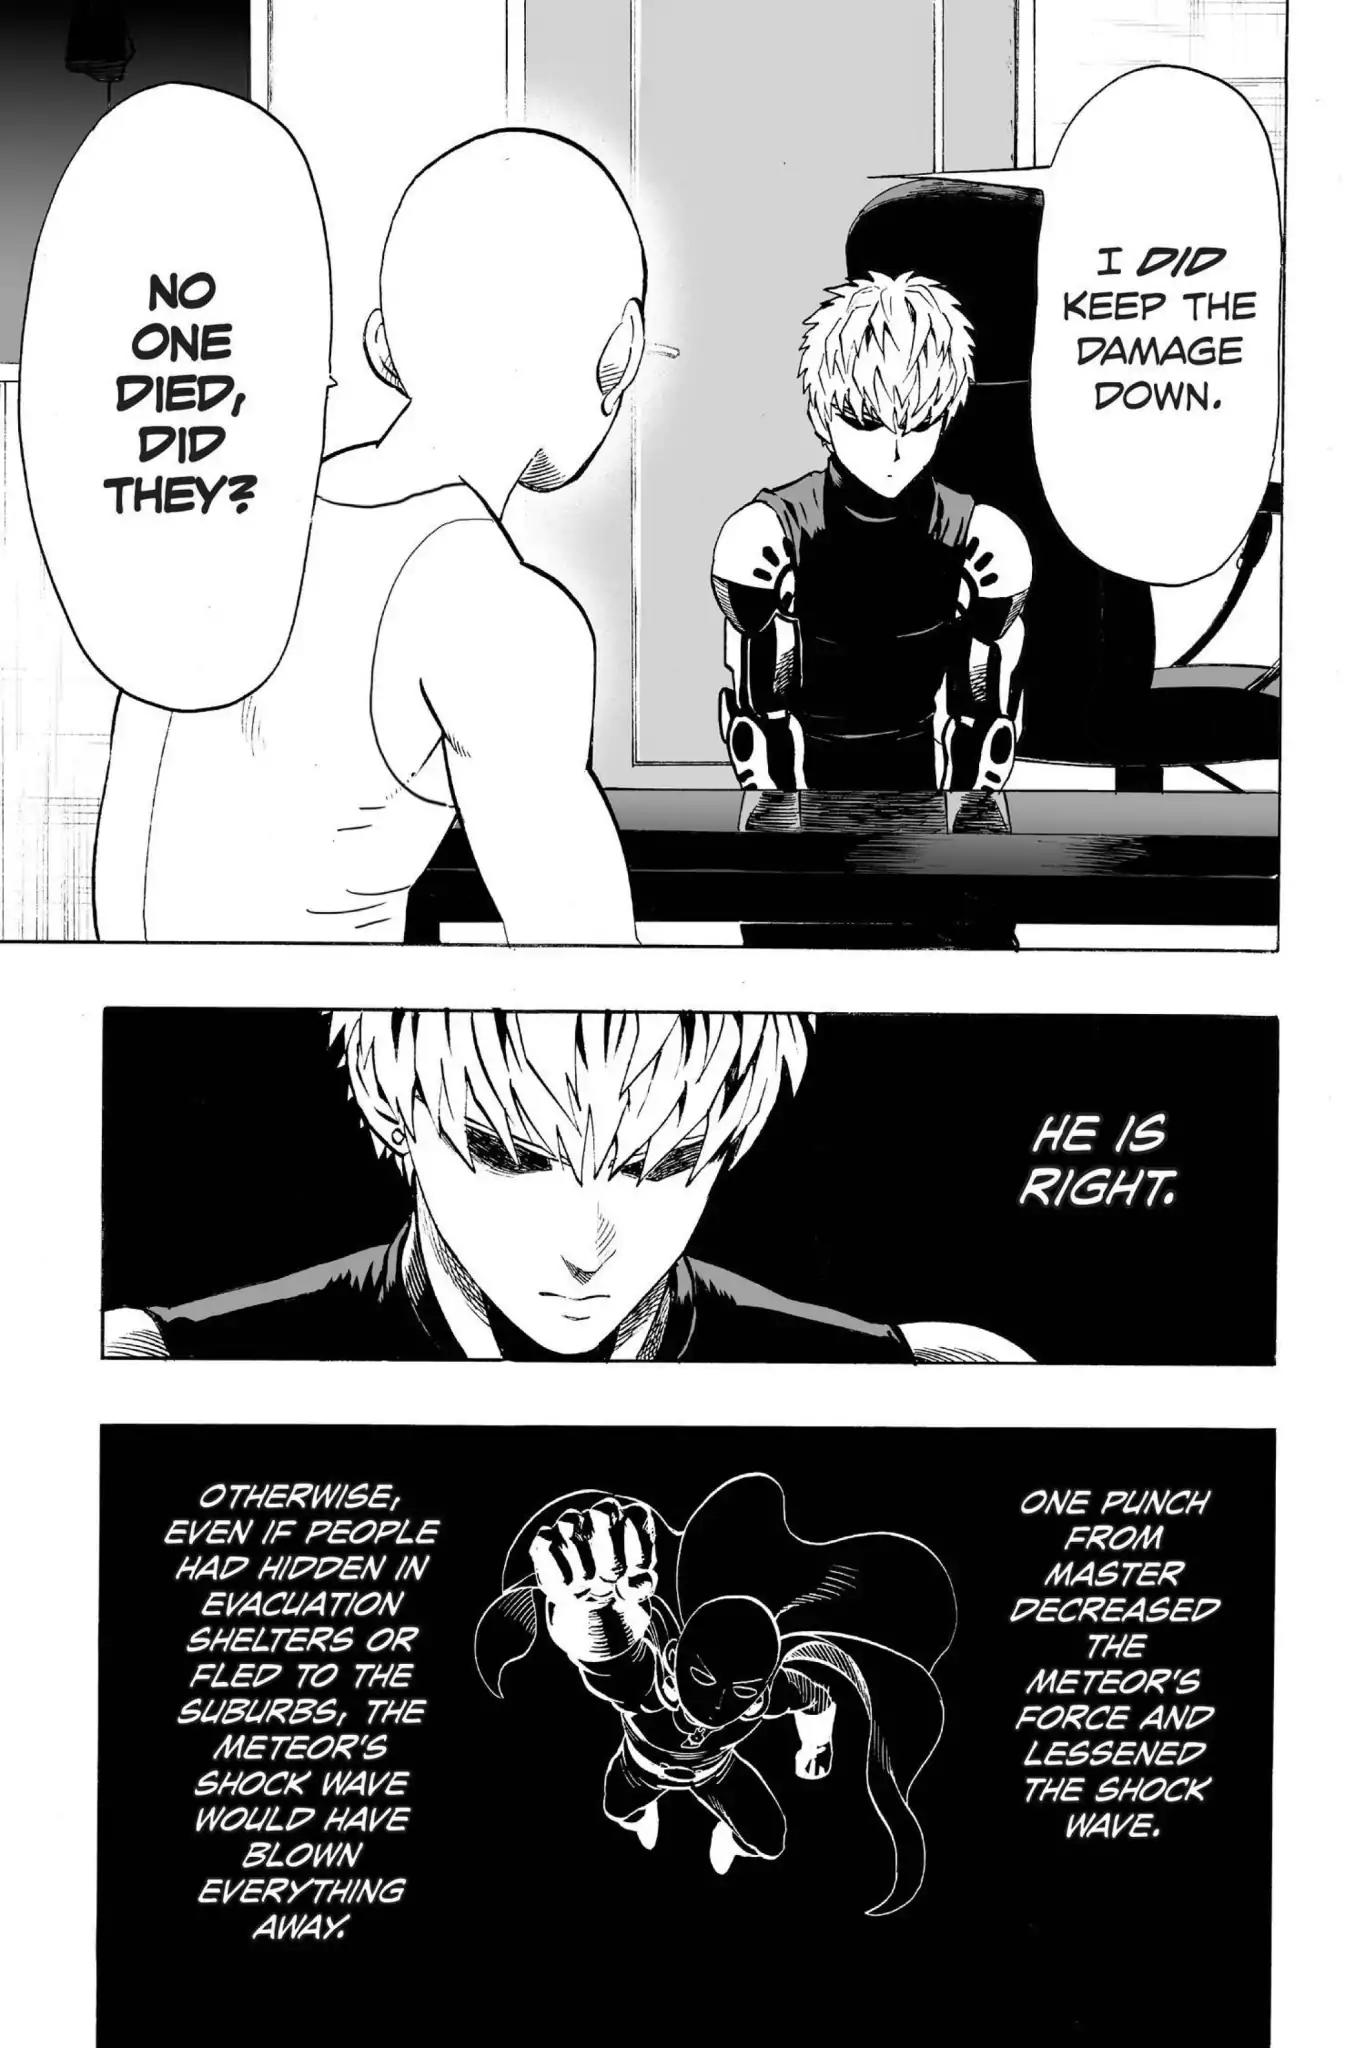 I DID
KEEP THE
DAMAGE
DOWN.
NO
ONE
DIED,
DID
THEY?
HE IS
RIGHT.
ONE PUNCH
FROM
MASTER
DECREASED
THE
METEOR'S
FORCE AND
LESSENED
THE SHOCK
WAVE.
OTHERWISE,
EVEN IF PEOPLE
HAD HIDDEN IN
EVACUATION
SHELTERS OR
FLED TO THE
SUBURBS, THE
METEOR'S
SHOCK WAVE
WOULD HAVE
BLOWN
EVERYTHING
AWAY.